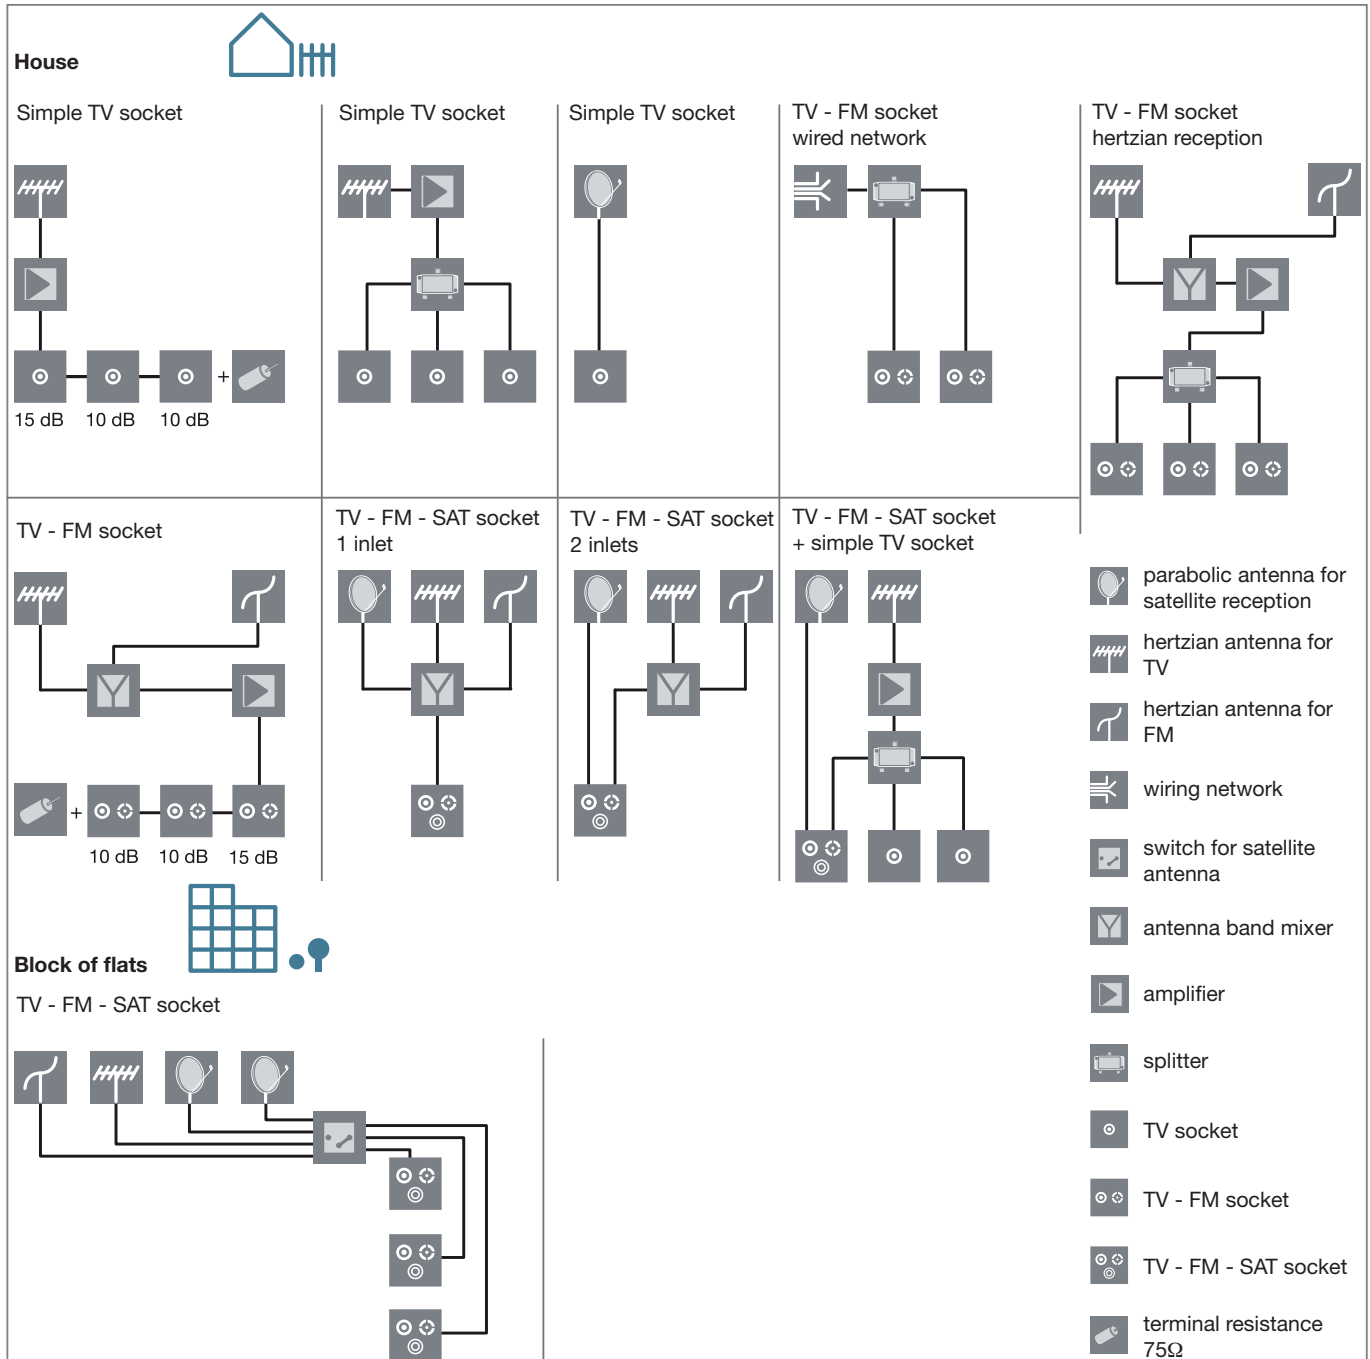 House
Simple TV socket
Simple TV socket
Simple TV socket
TV - FM socket
wired network
TV - FM socket
hertzian reception
+
15 dB
10 dB
10 dB
TV - FM socket
TV - FM - SAT socket
1 inlet
TV - FM - SAT socket
2 inlets
TV - FM - SAT socket
+ simple TV socket
+
10 dB
10 dB
15 dB
Block of flats
TV - FM - SAT socket
parabolic antenna for
satellite reception
hertzian antenna for
TV
hertzian antenna for
FM
wiring network
switch for satellite
antenna
antenna band mixer
amplifier
splitter
TV socket
TV - FM socket
TV - FM - SAT socket
terminal resistance
75Ω